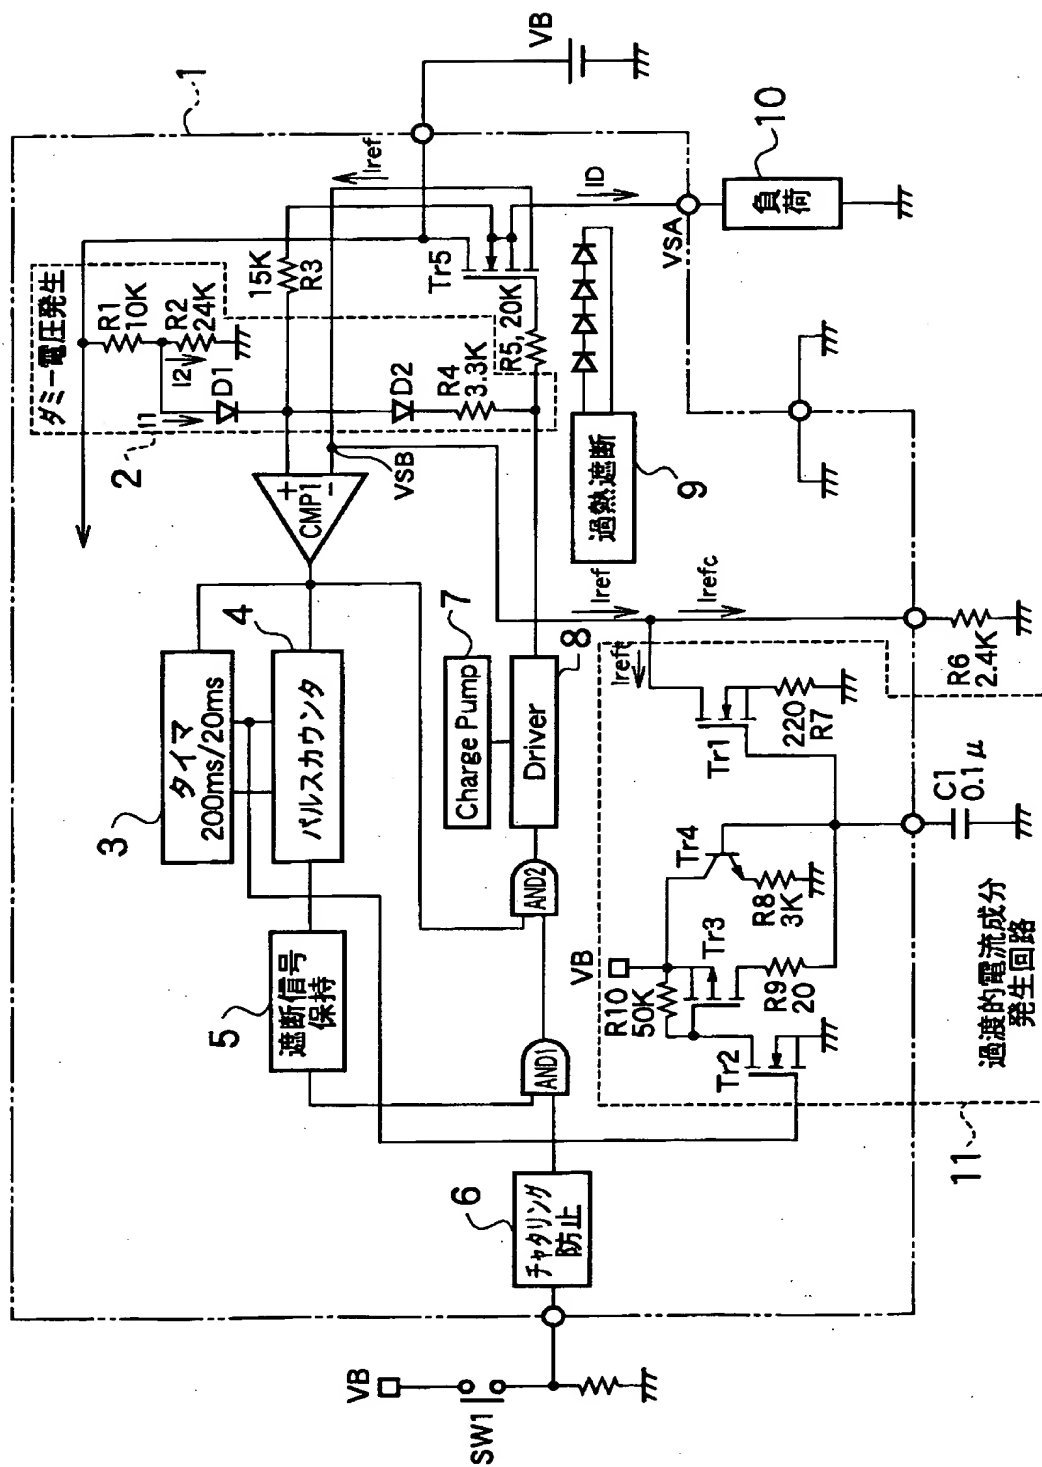 VB
SW1
6
チャタリング
防止
3
タイマ
200ms/20ms
4
パルスカウンタ
5
遮断信号
保持
AND1
AND2
7
Charge Pump
8
Driver
2
ダミー電圧発生
R1
10K
R2
24K
I2
I1
D1
D2
R4
3.3K
15K
R3
CMP1
+
-
VSB
R5, 20K
Tr5
Iref
ID
1
VB
VSA
10
負荷
9
過熱遮断
Iref
Irefc
Ireft
VB
R10
50K
Tr2
Tr3
R9
20
Tr4
R8
3K
Tr1
220
R7
R6
2.4K
C1
0.1μ
11
過渡的電流成分
発生回路